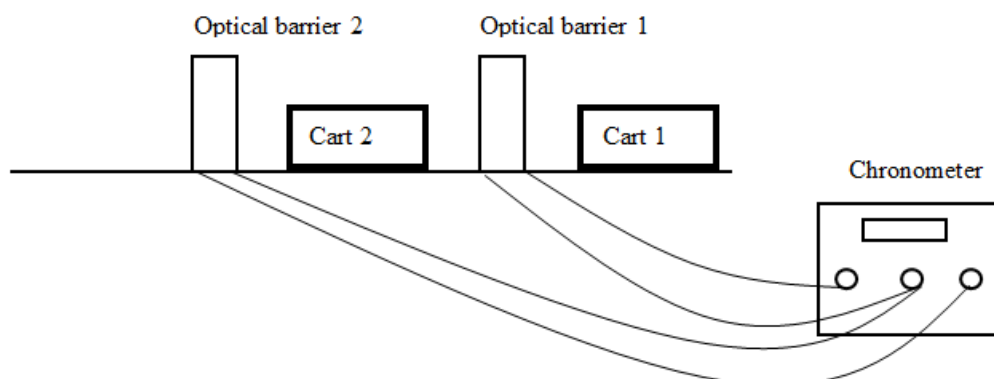 Optical barrier 2
Optical barrier 1
Cart 2
Cart 1
Chronometer